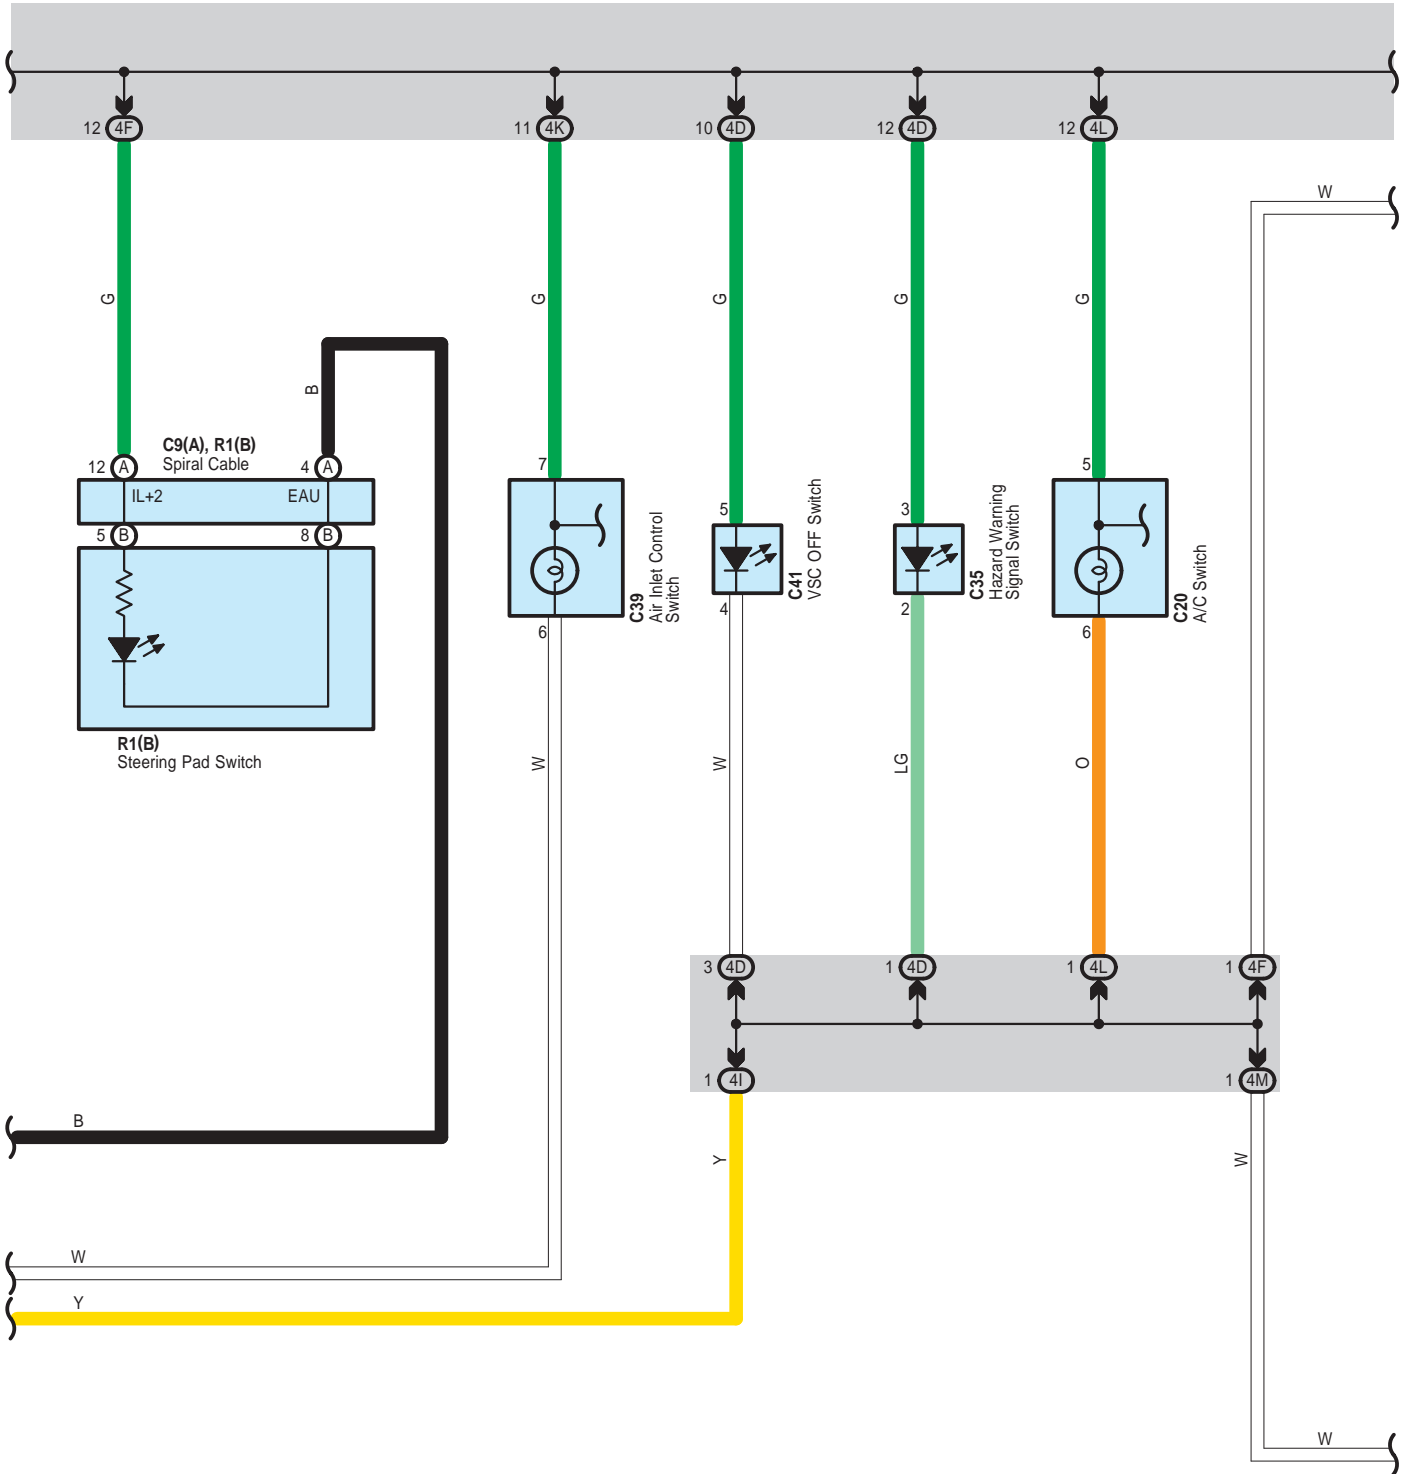 12 4F
11 4K
10 4D
12 4D
12 4L
W
G
G
G
G
G
B
C9(A), R1(B)
Spiral Cable
12 A
4 A
IL+2
EAU
5 B
8 B
R1(B)
Steering Pad Switch
7
C39
Air Inlet Control
Switch
6
5
C41
VSC OFF Switch
4
3
C35
Hazard Warning
Signal Switch
2
5
C20
A/C Switch
6
W
W
LG
O
3 4D
1 4D
1 4L
1 4F
1 4I
1 4M
B
Y
W
W
Y
W